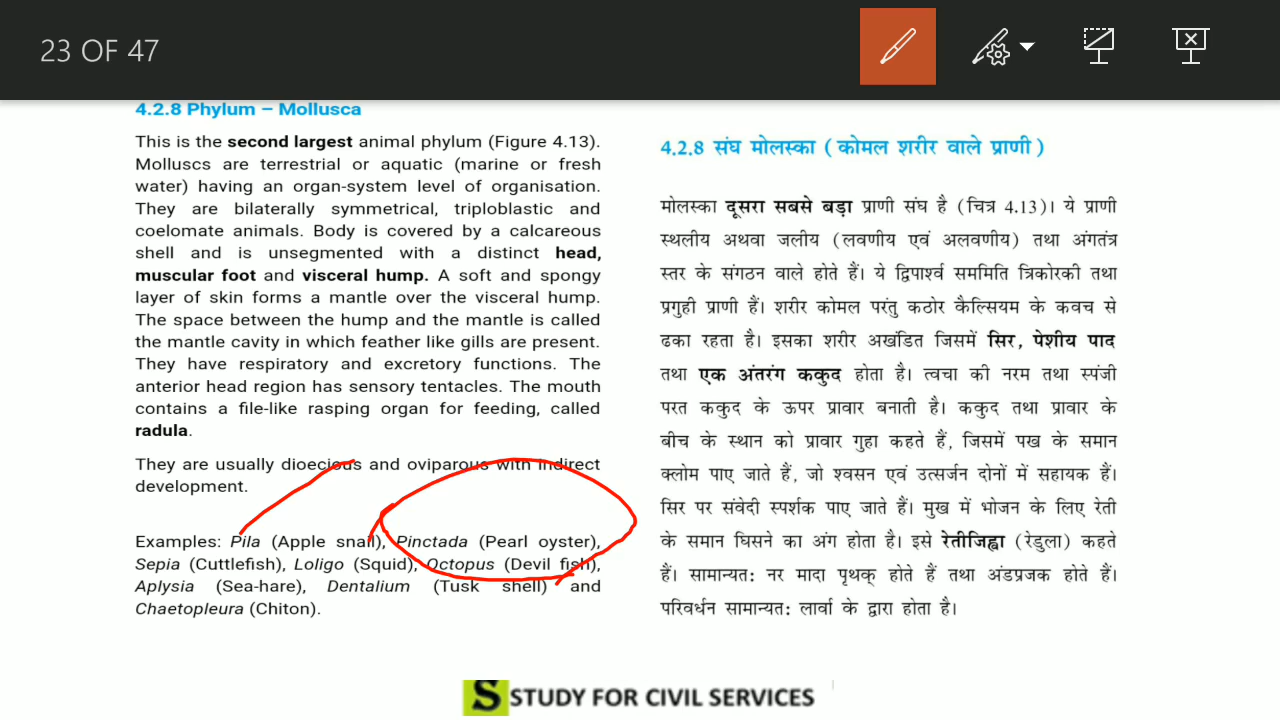 23 OF 47
4.2.8 Phylum – Mollusca
This is the second largest animal phylum (Figure 4.13).
Molluscs are terrestrial or aquatic (marine or fresh
water) having an organ-system level of organisation.
They are bilaterally symmetrical, triploblastic and
coelomate animals. Body is covered by a calcareous
shell and is unsegmented with a distinct head,
muscular foot and visceral hump. A soft and spongy
layer of skin forms a mantle over the visceral hump.
The space between the hump and the mantle is called
the mantle cavity in which feather like gills are present.
They have respiratory and excretory functions. The
anterior head region has sensory tentacles. The mouth
contains a file-like rasping organ for feeding, called
radula.
They are usually dioecious and oviparous with indirect
development.
Examples: Pila (Apple snail), Pinctada (Pearl oyster),
Sepia (Cuttlefish), Loligo (Squid), Octopus (Devil fish),
Aplysia (Sea-hare), Dentalium (Tusk shell) and
Chaetopleura (Chiton).
4.2.8 संघ मोलस्का ( कोमल शरीर वाले प्राणी )
मोलस्का दूसरा सबसे बड़ा प्राणी संघ है (चित्र 4.13)। ये प्राणी
स्थलीय अथवा जलीय (लवणीय एवं अलवणीय) तथा अंगतंत्र
स्तर के संगठन वाले होते हैं। ये द्विपार्श्व सममिति त्रिकोरकी तथा
प्रगुही प्राणी हैं। शरीर कोमल परंतु कठोर कैल्सियम के कवच से
ढका रहता है। इसका शरीर अखंडित जिसमें सिर, पेशीय पाद
तथा एक अंतरंग ककुद होता है। त्वचा की नरम तथा स्पंजी
परत ककुद के ऊपर प्रावार बनाती है। ककुद तथा प्रावार के
बीच के स्थान को प्रावार गुहा कहते हैं, जिसमें पख के समान
क्लोम पाए जाते हैं, जो श्वसन एवं उत्सर्जन दोनों में सहायक हैं।
सिर पर संवेदी स्पर्शक पाए जाते हैं। मुख में भोजन के लिए रेती
के समान घिसने का अंग होता है। इसे रेतीजिह्वा (रेडुला) कहते
हैं। सामान्यत: नर मादा पृथक् होते हैं तथा अंडप्रजक होते हैं।
परिवर्धन सामान्यत: लार्वा के द्वारा होता है।
S STUDY FOR CIVIL SERVICES